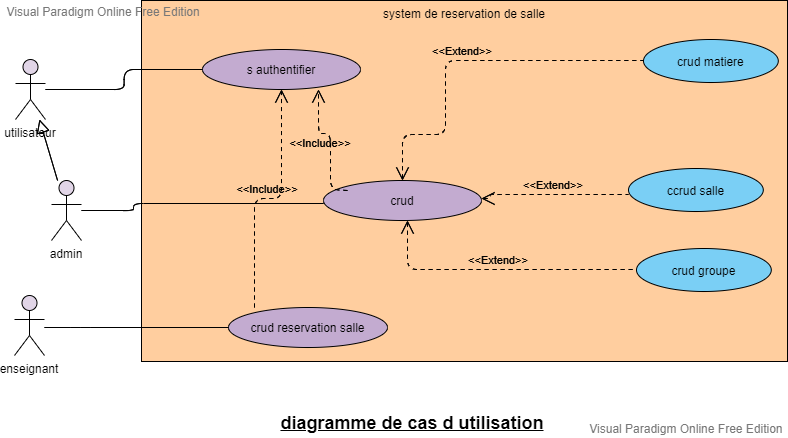 Visual Paradigm Online Free Edition
system de reservation de salle
<<Extend>>
s authentifier
crud matiere
utilisateur
<<Include>>
<<Include>>
<<Extend>>
ccrud salle
crud
admin
<<Extend>>
crud groupe
crud reservation salle
enseignant
diagramme de cas d utilisation
Visual Paradigm Online Free Edition